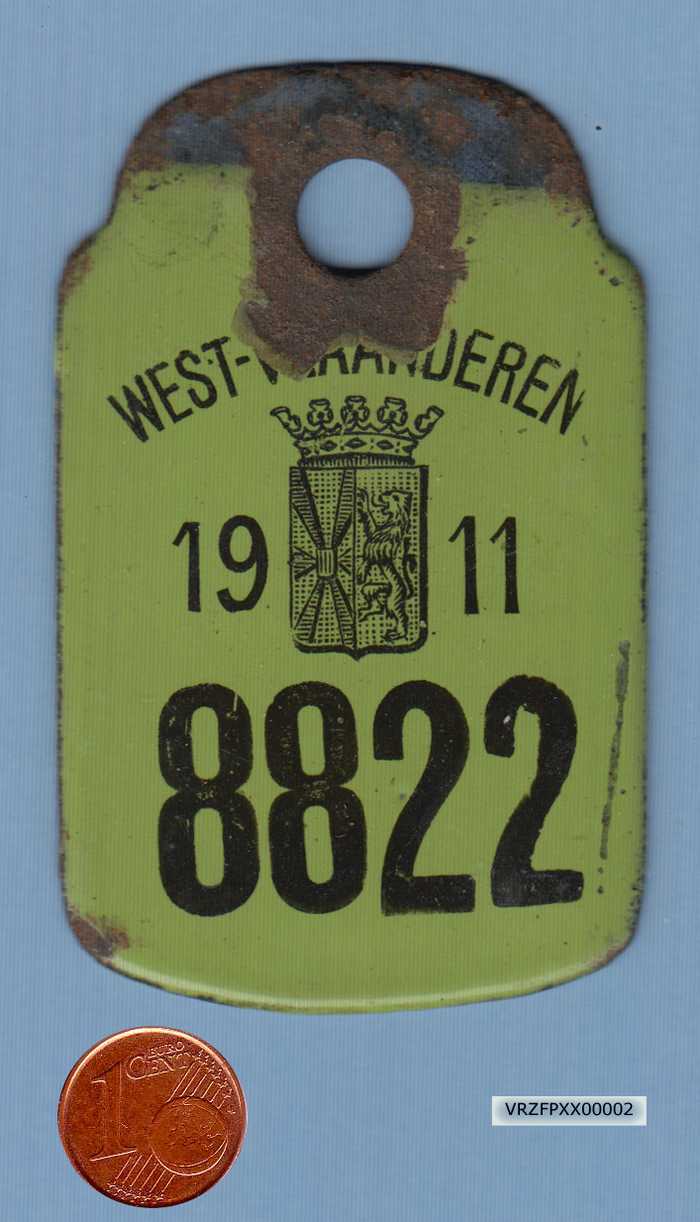 WEST-VLAANDEREN
19 11
8822
1 EURO CENT
VRZFPXX00002